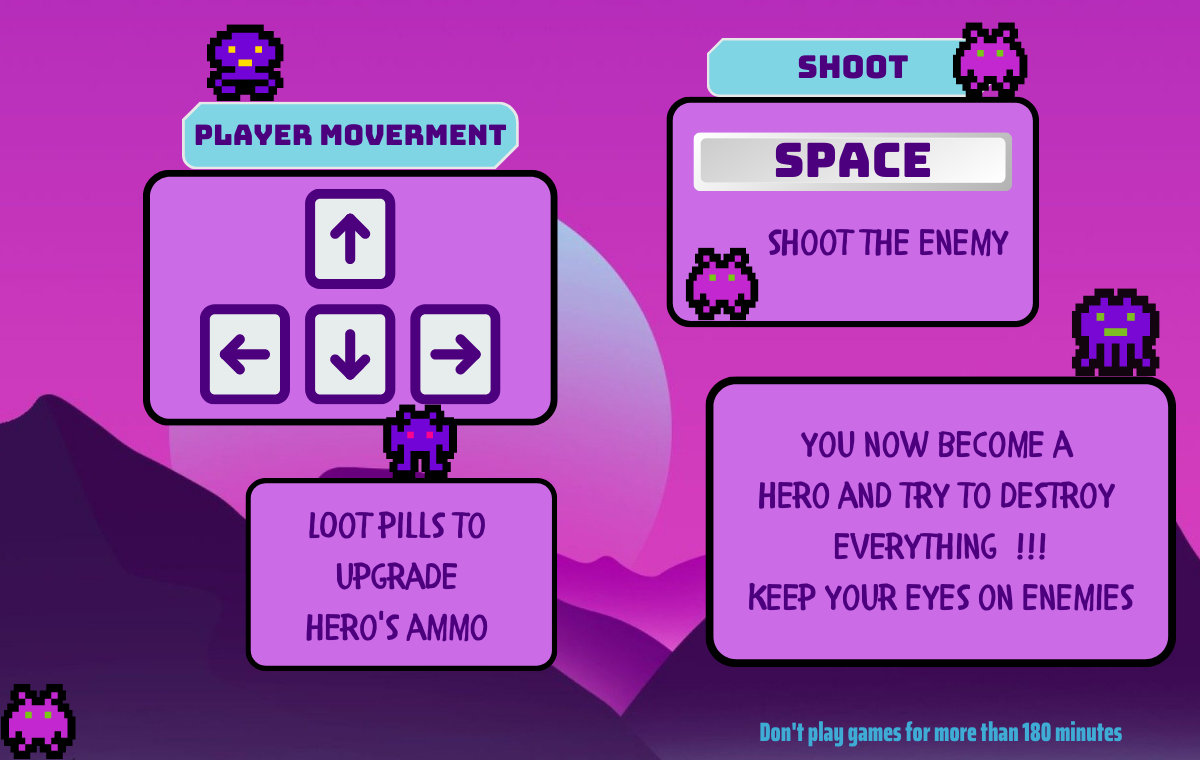 PLAYER MOVERMENT
LOOT PILLS TO
UPGRADE
HERO'S AMMO
SHOOT
SPACE
SHOOT THE ENEMY
YOU NOW BECOME A
HERO AND TRY TO DESTROY
EVERYTHING !!!
KEEP YOUR EYES ON ENEMIES
Don't play games for more than 180 minutes